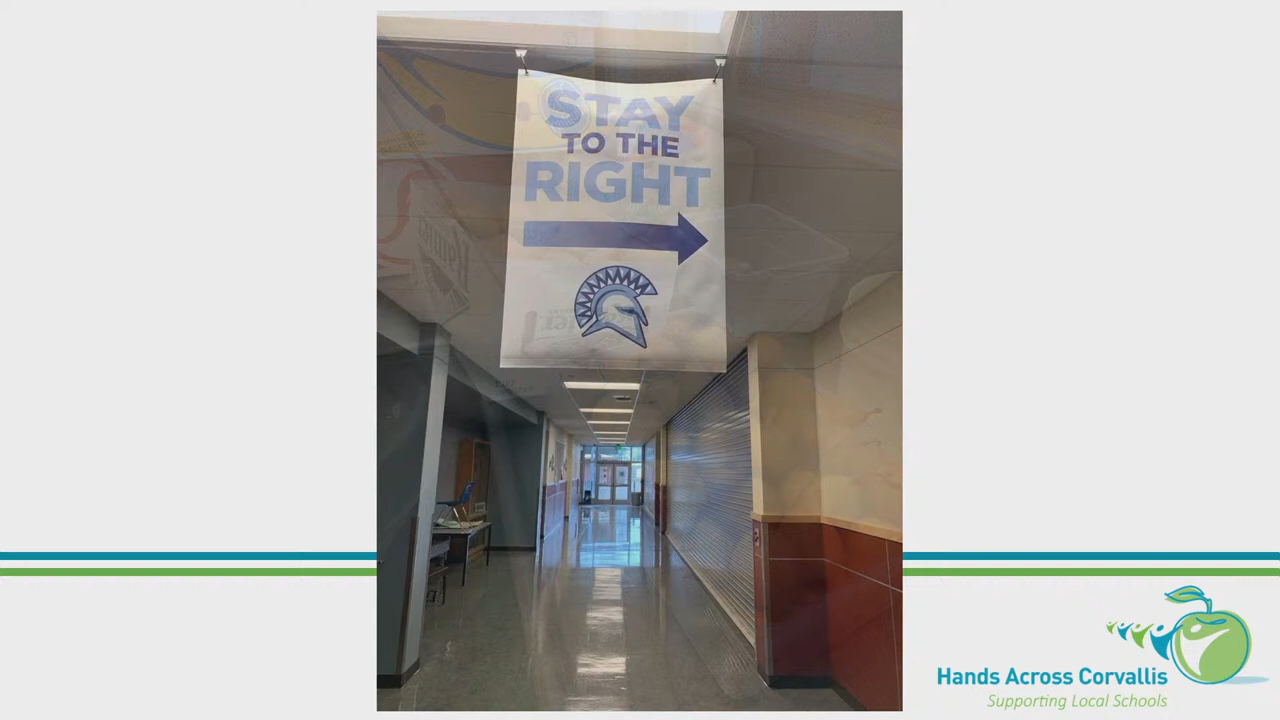 STAY
TO THE
RIGHT
Hands Across Corvallis
Supporting Local Schools